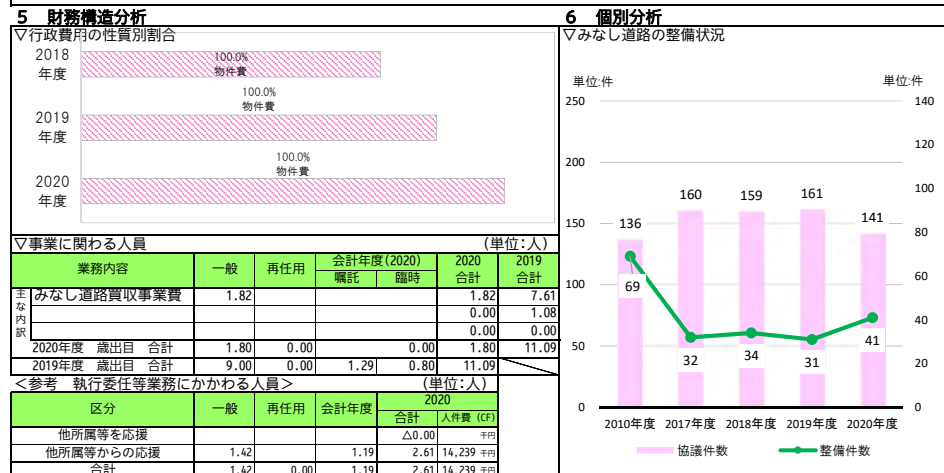 5 財務構造分析
▽行政費用の性質別割合
2018
年度
100.0%
物件費
2019
年度
100.0%
物件費
2020
年度
100.0%
物件費
▽事業に関わる人員 (単位:人)
業務内容 一般 再任用 会計年度(2020) 2020 2019
嘱託 臨時 合計 合計
主な内訳
みなし道路買収事業費 1.82 1.82 7.61
0.00 1.08
0.00 0.00
2020年度 歳出目 合計 1.80 0.00 0.00 1.80 11.09
2019年度 歳出目 合計 9.00 0.00 1.29 0.80 11.09
<参考 執行委任等業務にかかわる人員> (単位:人)
区分 一般 再任用 会計年度 2020
合計 人件費 (CF)
他所属等を応援 △0.00 千円
他所属等からの応援 1.42 1.19 2.61 14,239 千円
合計 1.42 0.00 1.19 2.61 14,239 千円
6 個別分析
▽みなし道路の整備状況
単位:件 単位:件
250 140
120
200
100
160 159 161
136 141
150 80
69
60
100
40
50
32 34 31 41
20
0 0
2010年度 2017年度 2018年度 2019年度 2020年度
協議件数 整備件数